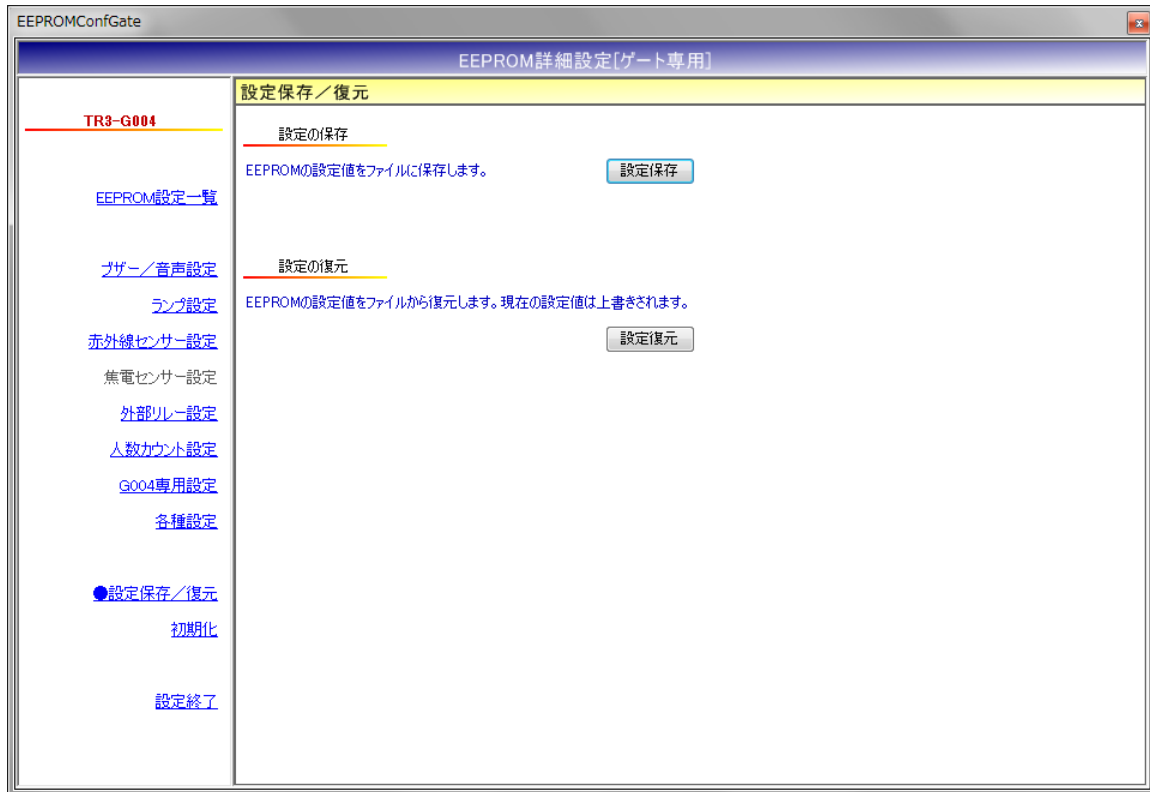 EEPROMConfGate
EEPROM詳細設定[ゲート専用]
TR3-G004
EEPROM設定一覧
ブザー／音声設定
ランプ設定
赤外線センサー設定
焦電センサー設定
外部リレー設定
人数カウント設定
G004専用設定
各種設定
●設定保存／復元
初期化
設定終了
設定保存／復元
設定の保存
EEPROMの設定値をファイルに保存します。
設定保存
設定の復元
EEPROMの設定値をファイルから復元します。現在の設定値は上書きされます。
設定復元